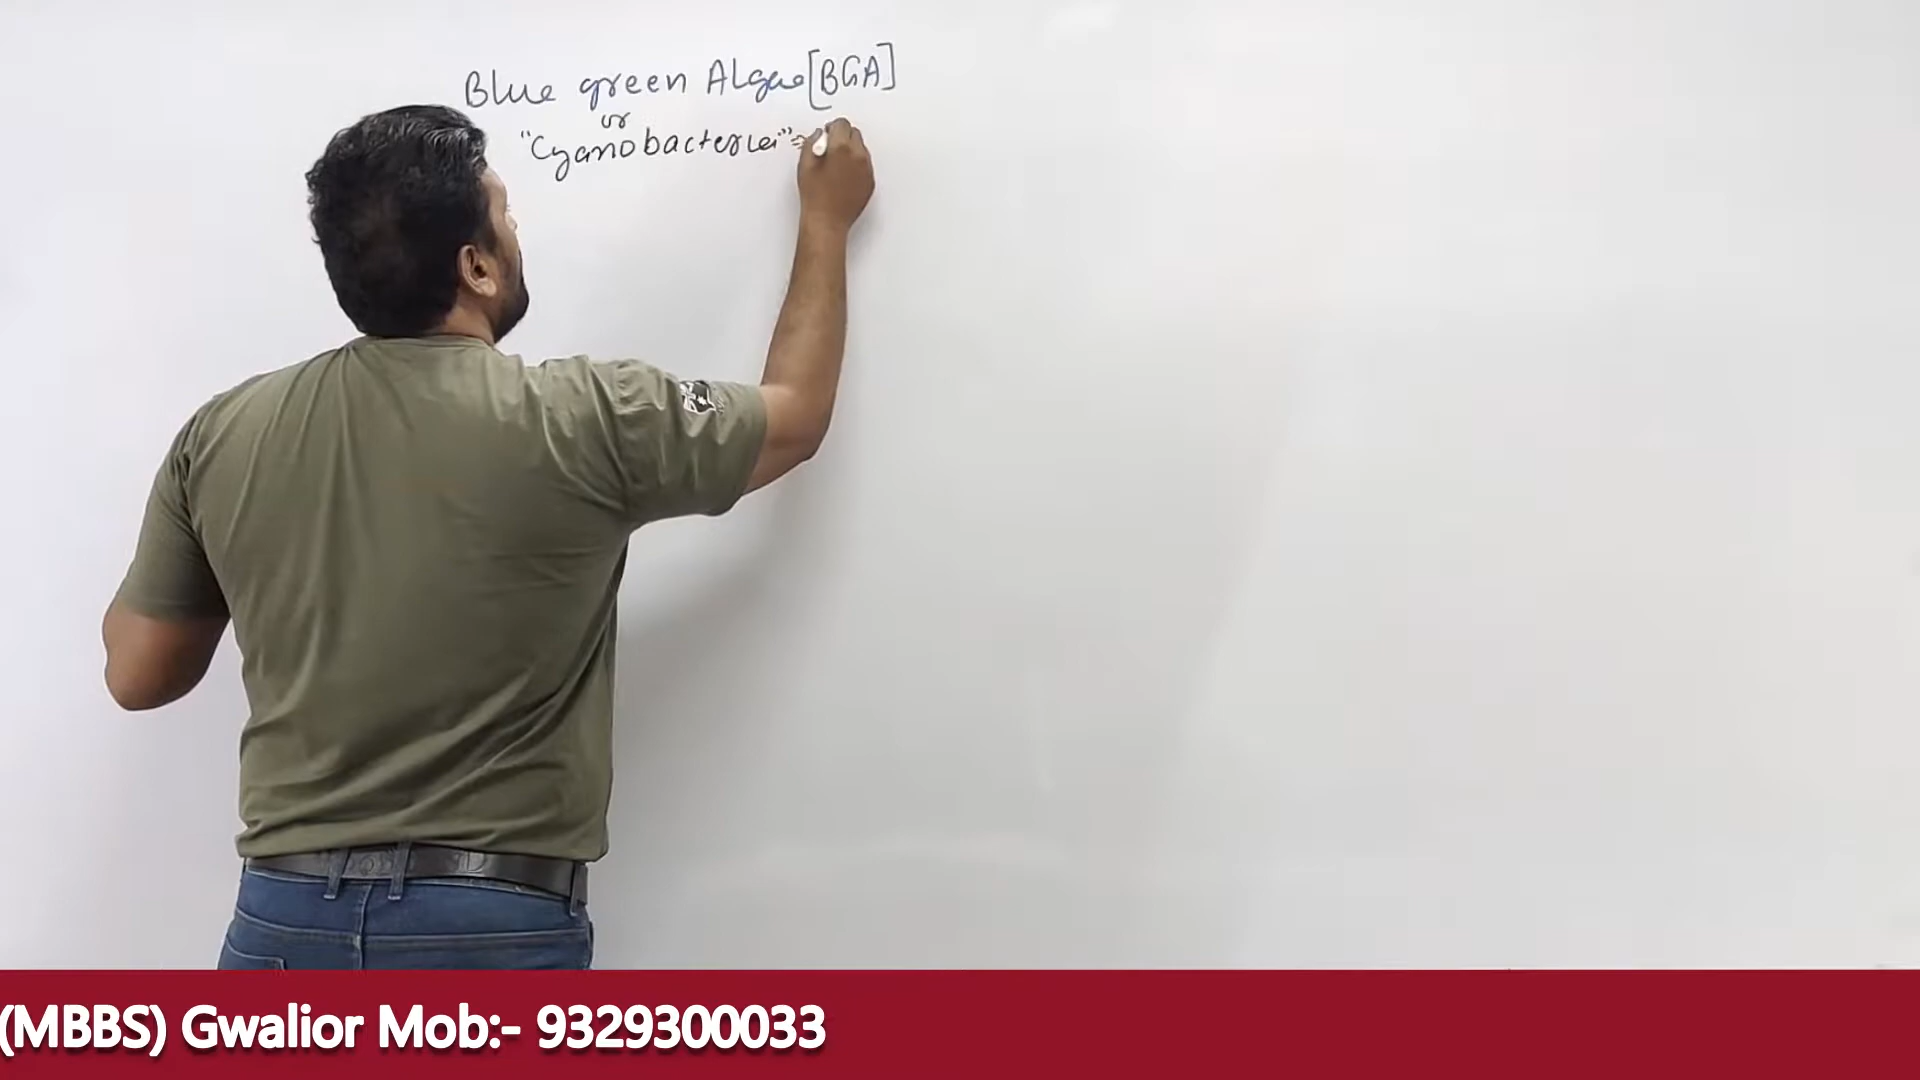 Blue green Algae [BGA]
or
"Cyanobacteria" ⇒
(MBBS) Gwalior Mob:- 9329300033